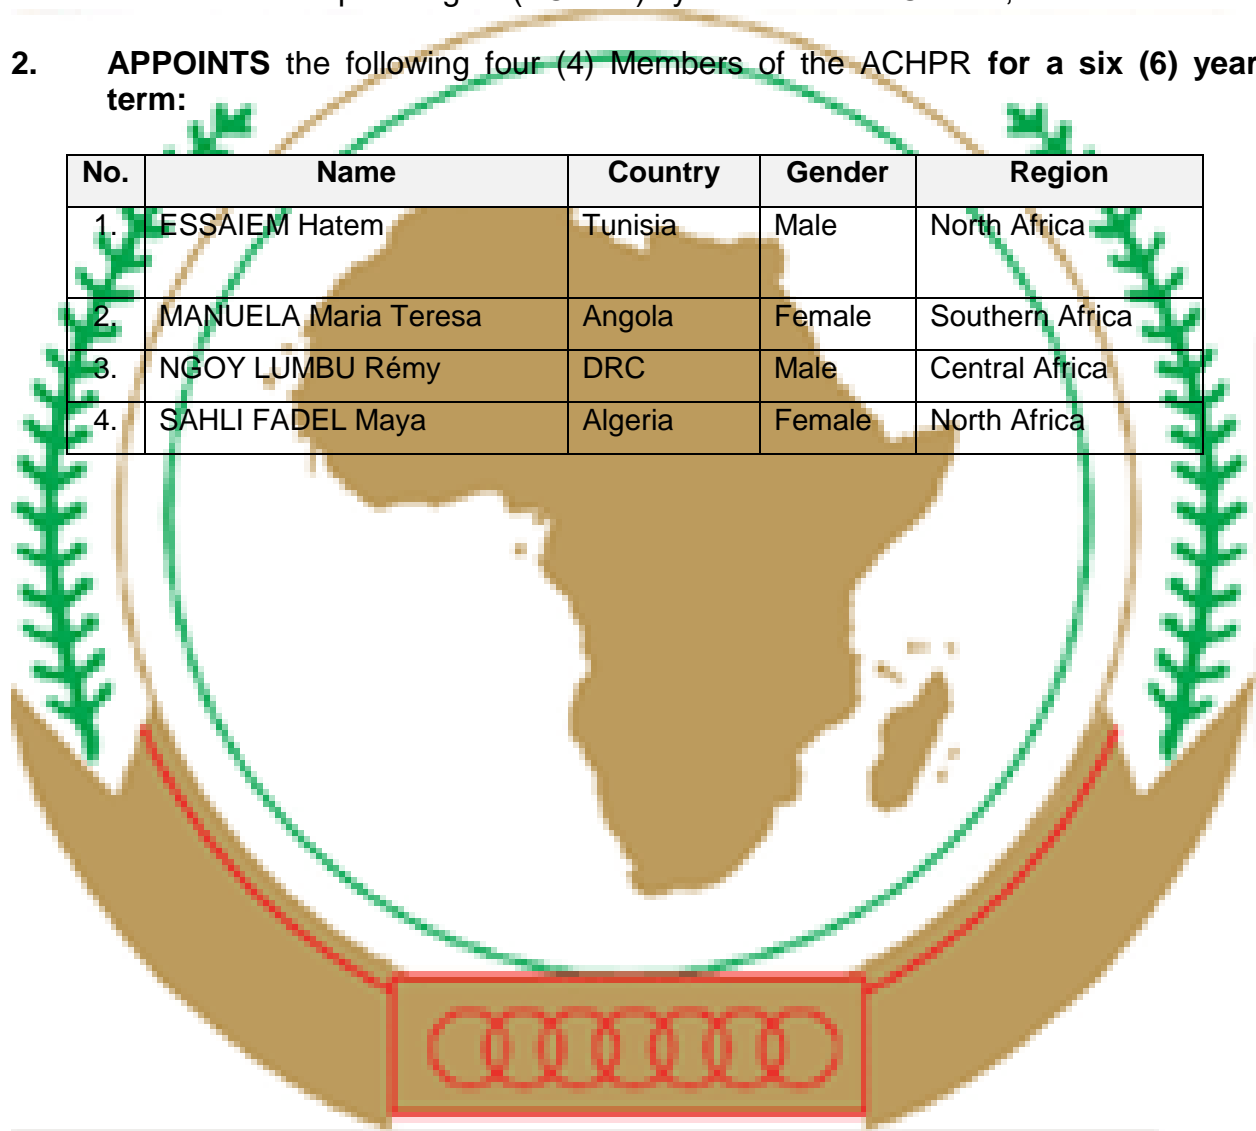 2. APPOINTS the following four (4) Members of the ACHPR for a six (6) year
term:
No. Name Country Gender Region
1. ESSAIEM Hatem Tunisia Male North Africa
2. MANUELA Maria Teresa Angola Female Southern Africa
3. NGOY LUMBU Rémy DRC Male Central Africa
4. SAHLI FADEL Maya Algeria Female North Africa